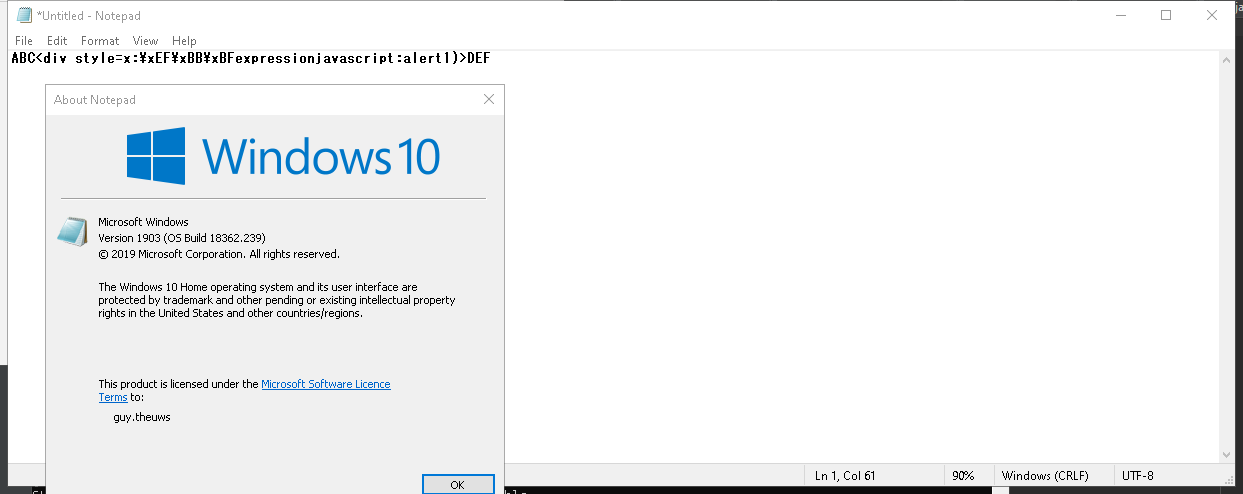 *Untitled - Notepad
File Edit Format View Help
ABC<div style=x:¥xEF¥xBB¥xBFexpressionjavascript:alert1)>DEF
About Notepad
Windows 10
Microsoft Windows
Version 1903 (OS Build 18362.239)
© 2019 Microsoft Corporation. All rights reserved.
The Windows 10 Home operating system and its user interface are
protected by trademark and other pending or existing intellectual property
rights in the United States and other countries/regions.
This product is licensed under the Microsoft Software Licence
Terms to:
guy.theuws
OK
Ln 1, Col 61 90% Windows (CRLF) UTF-8